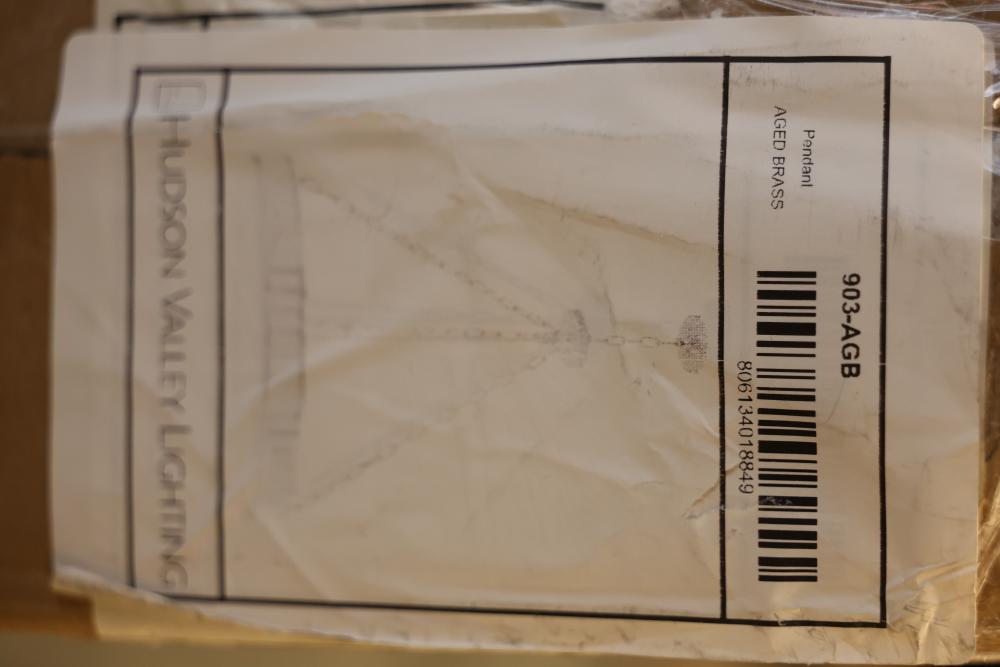 903-AGB
Pendant
AGED BRASS
806134018849
HUDSON VALLEY LIGHTING